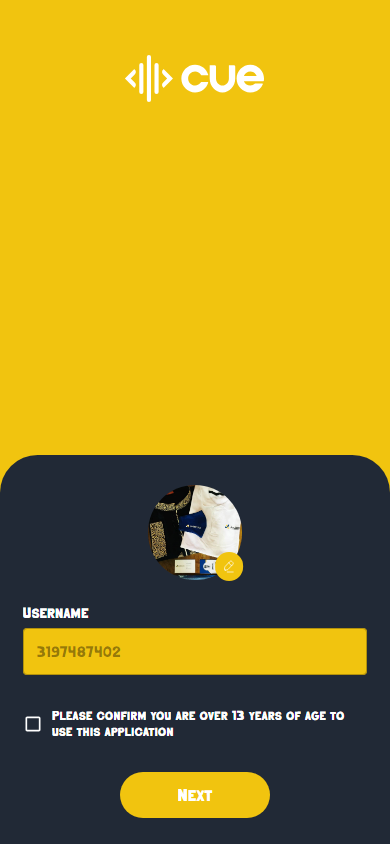 cue
Username
3197487402
Please confirm you are over 13 years of age to
use this application
Next